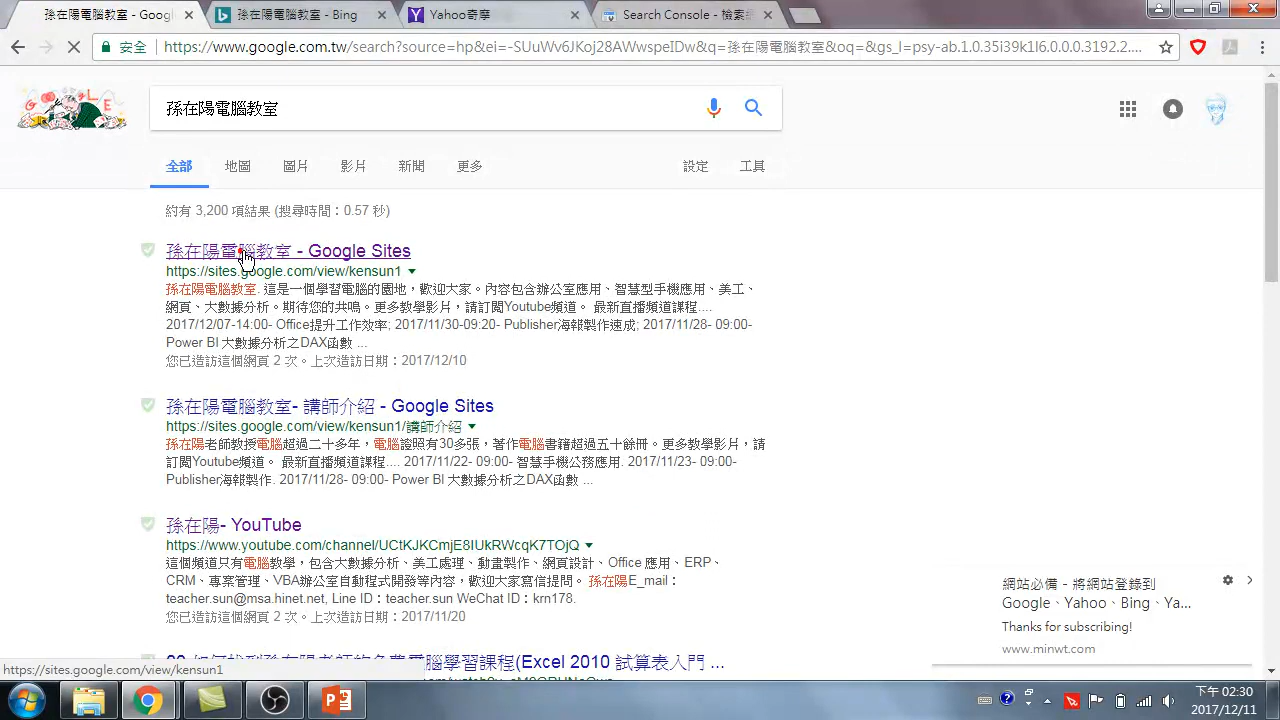 孫在陽電腦教室 - Goog
孫在陽電腦教室 - Bing
Yahoo奇摩
Search Console - 檢索
安全
https://www.google.com.tw/search?source=hp&ei=-SUuWv6JKoj28AWwspeIDw&q=孫在陽電腦教室&oq=&gs_l=psy-ab.1.0.35i39k1l6.0.0.0.3192.2....
孫在陽電腦教室
全部 地圖 圖片 影片 新聞 更多 設定 工具
約有 3,200 項結果 (搜尋時間：0.57 秒)
孫在陽電腦教室 - Google Sites
https://sites.google.com/view/kensun1
孫在陽電腦教室. 這是一個學習電腦的園地，歡迎大家。內容包含辦公室應用、智慧型手機應用、美工、
網頁、大數據分析。期待您的共鳴。更多教學影片，請訂閱Youtube頻道。 最新直播頻道課程....
2017/12/07-14:00- Office提升工作效率; 2017/11/30-09:20- Publisher海報製作速成; 2017/11/28- 09:00-
Power BI 大數據分析之DAX函數 ...
您已造訪這個網頁 2 次。上次造訪日期：2017/12/10
孫在陽電腦教室- 講師介紹 - Google Sites
https://sites.google.com/view/kensun1/講師介紹
孫在陽老師教授電腦超過二十多年，電腦證照有30多張，著作電腦書籍超過五十餘冊。更多教學影片，請
訂閱Youtube頻道。 最新直播頻道課程.... 2017/11/22- 09:00- 智慧手機公務應用. 2017/11/23- 09:00-
Publisher海報製作. 2017/11/28- 09:00- Power BI 大數據分析之DAX函數 ...
孫在陽- YouTube
https://www.youtube.com/channel/UCtKJKCmjE8IUkRWcqK7TOjQ
這個頻道只有電腦教學，包含大數據分析、美工處理、動畫製作、網頁設計、Office 應用、ERP、
CRM、專案管理、VBA辦公室自動程式開發等內容，歡迎大家寫信提問。 孫在陽E_mail：
teacher.sun@msa.hinet.net, Line ID：teacher.sun WeChat ID：krn178.
您已造訪這個網頁 2 次。上次造訪日期：2017/11/20
如何找到孫在陽老師的免費電腦學習課程(Excel 2010 試算表入門 ...
網站必備 - 將網站登錄到
Google、Yahoo、Bing、Ya...
Thanks for subscribing!
www.minwt.com
https://sites.google.com/view/kensun1
下午 02:30
2017/12/11